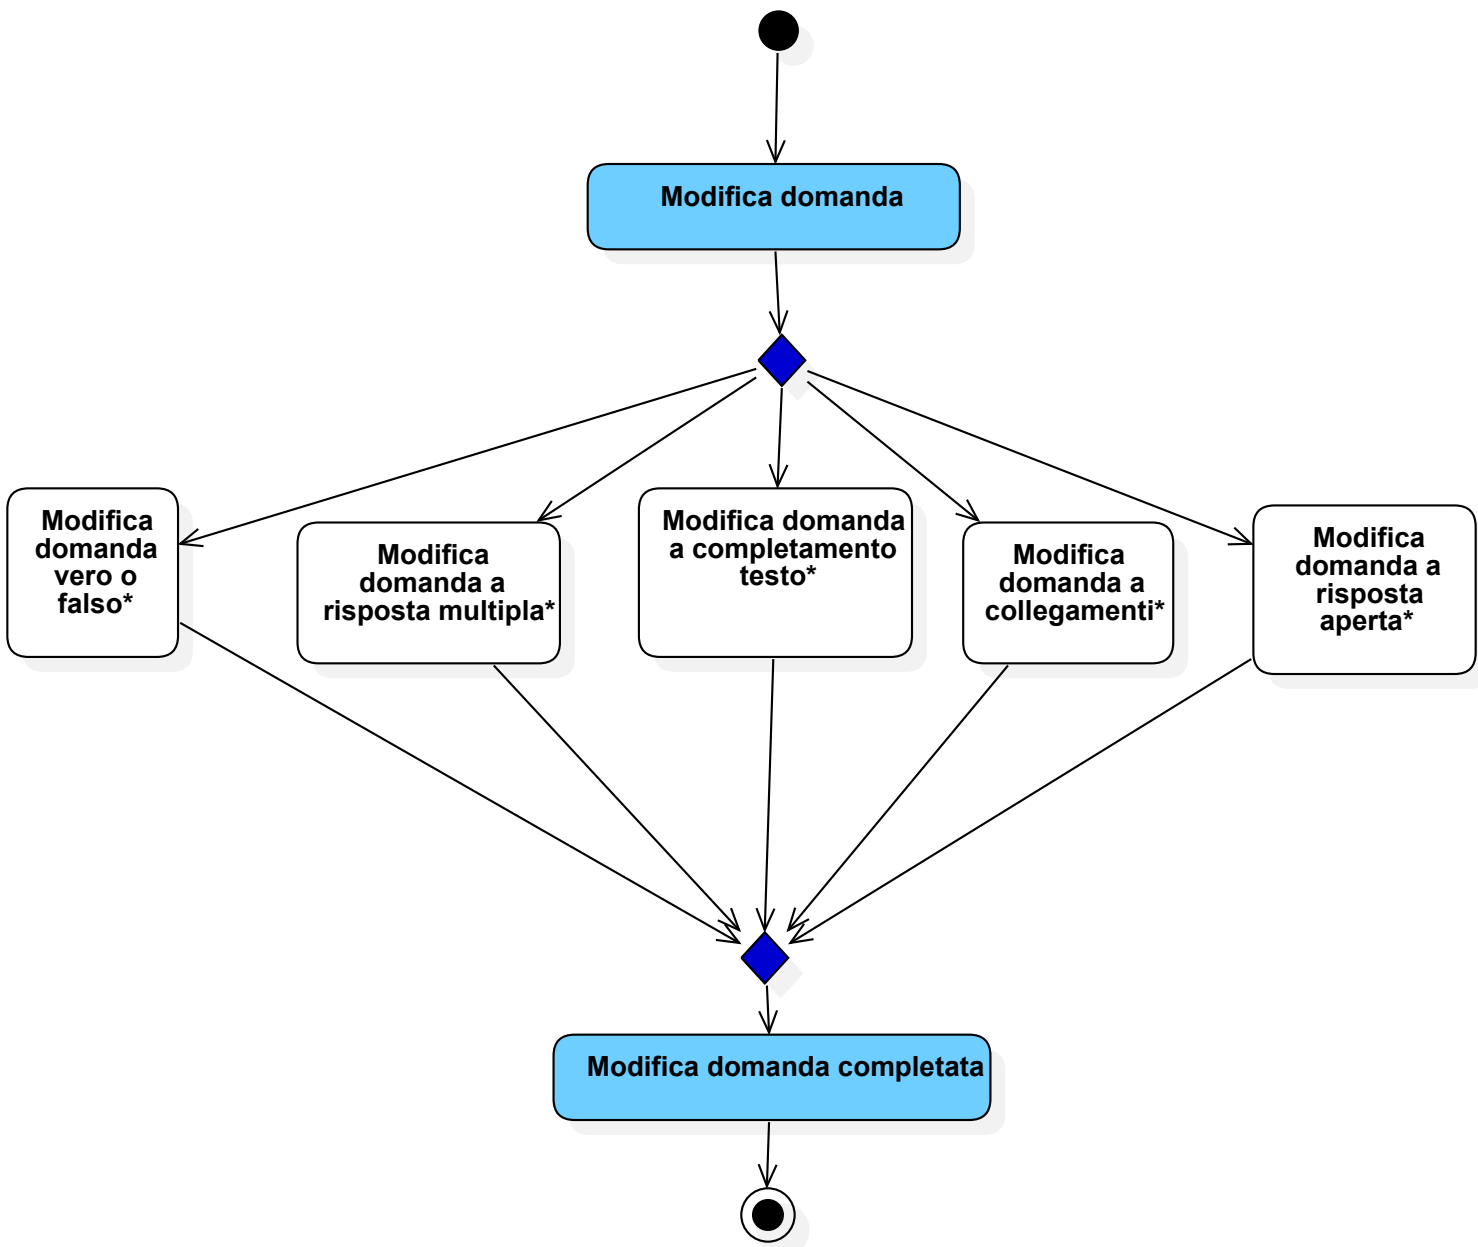 Modifica domanda
Modifica
domanda
vero o
falso*
Modifica
domanda a
risposta multipla*
Modifica domanda
a completamento
testo*
Modifica
domanda a
collegamenti*
Modifica
domanda a
risposta
aperta*
Modifica domanda completata